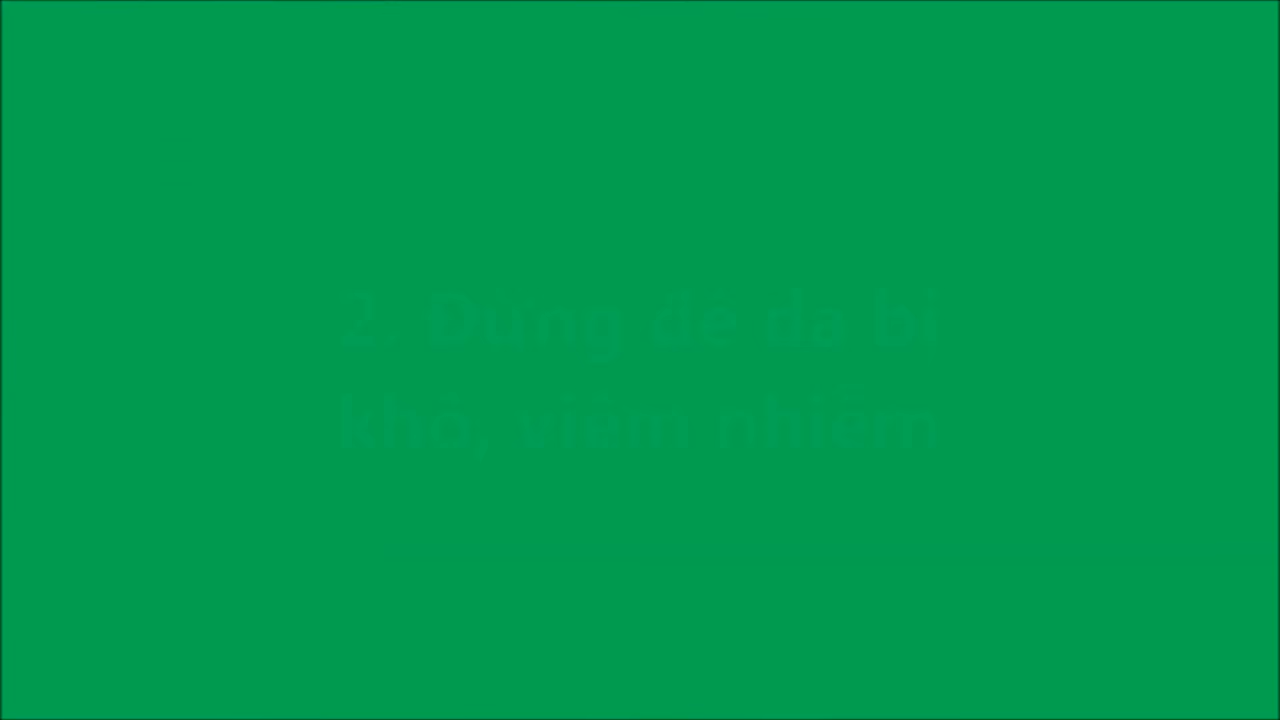 2. Đừng để da bị
khô, viêm nhiễm